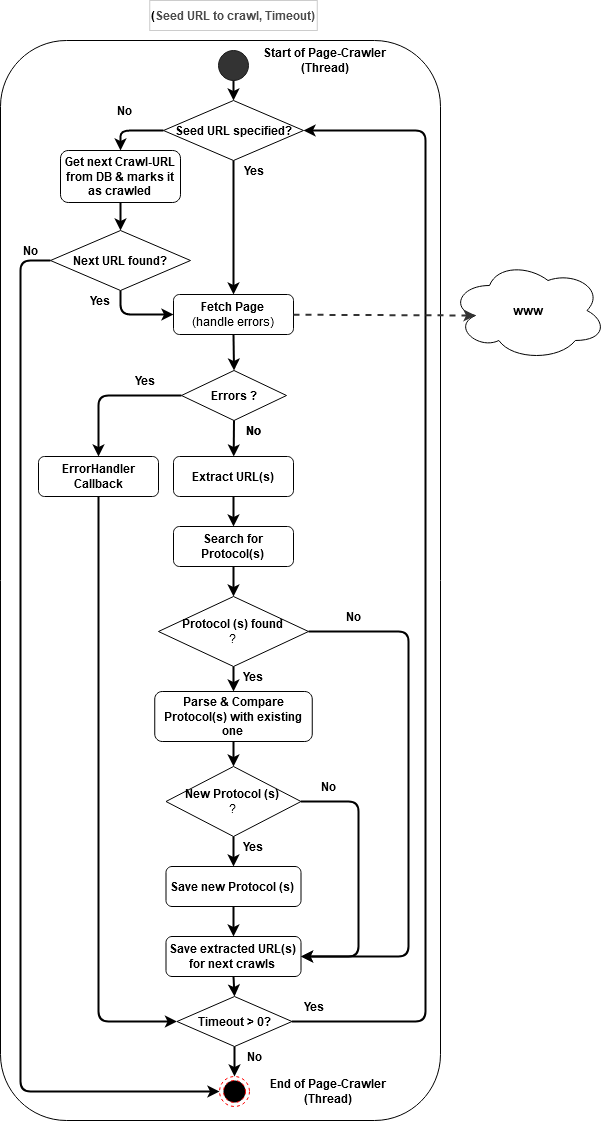 (Seed URL to crawl, Timeout)
Start of Page-Crawler
(Thread)
No
Seed URL specified?
Get next Crawl-URL
from DB & marks it
as crawled
Yes
No
Next URL found?
Yes
Fetch Page
(handle errors)
www
Yes
Errors ?
No
ErrorHandler
Callback
Extract URL(s)
Search for
Protocol(s)
Protocol (s) found
?
No
Yes
Parse & Compare
Protocol(s) with existing
one
New Protocol (s)
?
No
Yes
Save new Protocol (s)
Save extracted URL(s)
for next crawls
Timeout > 0?
Yes
No
End of Page-Crawler
(Thread)